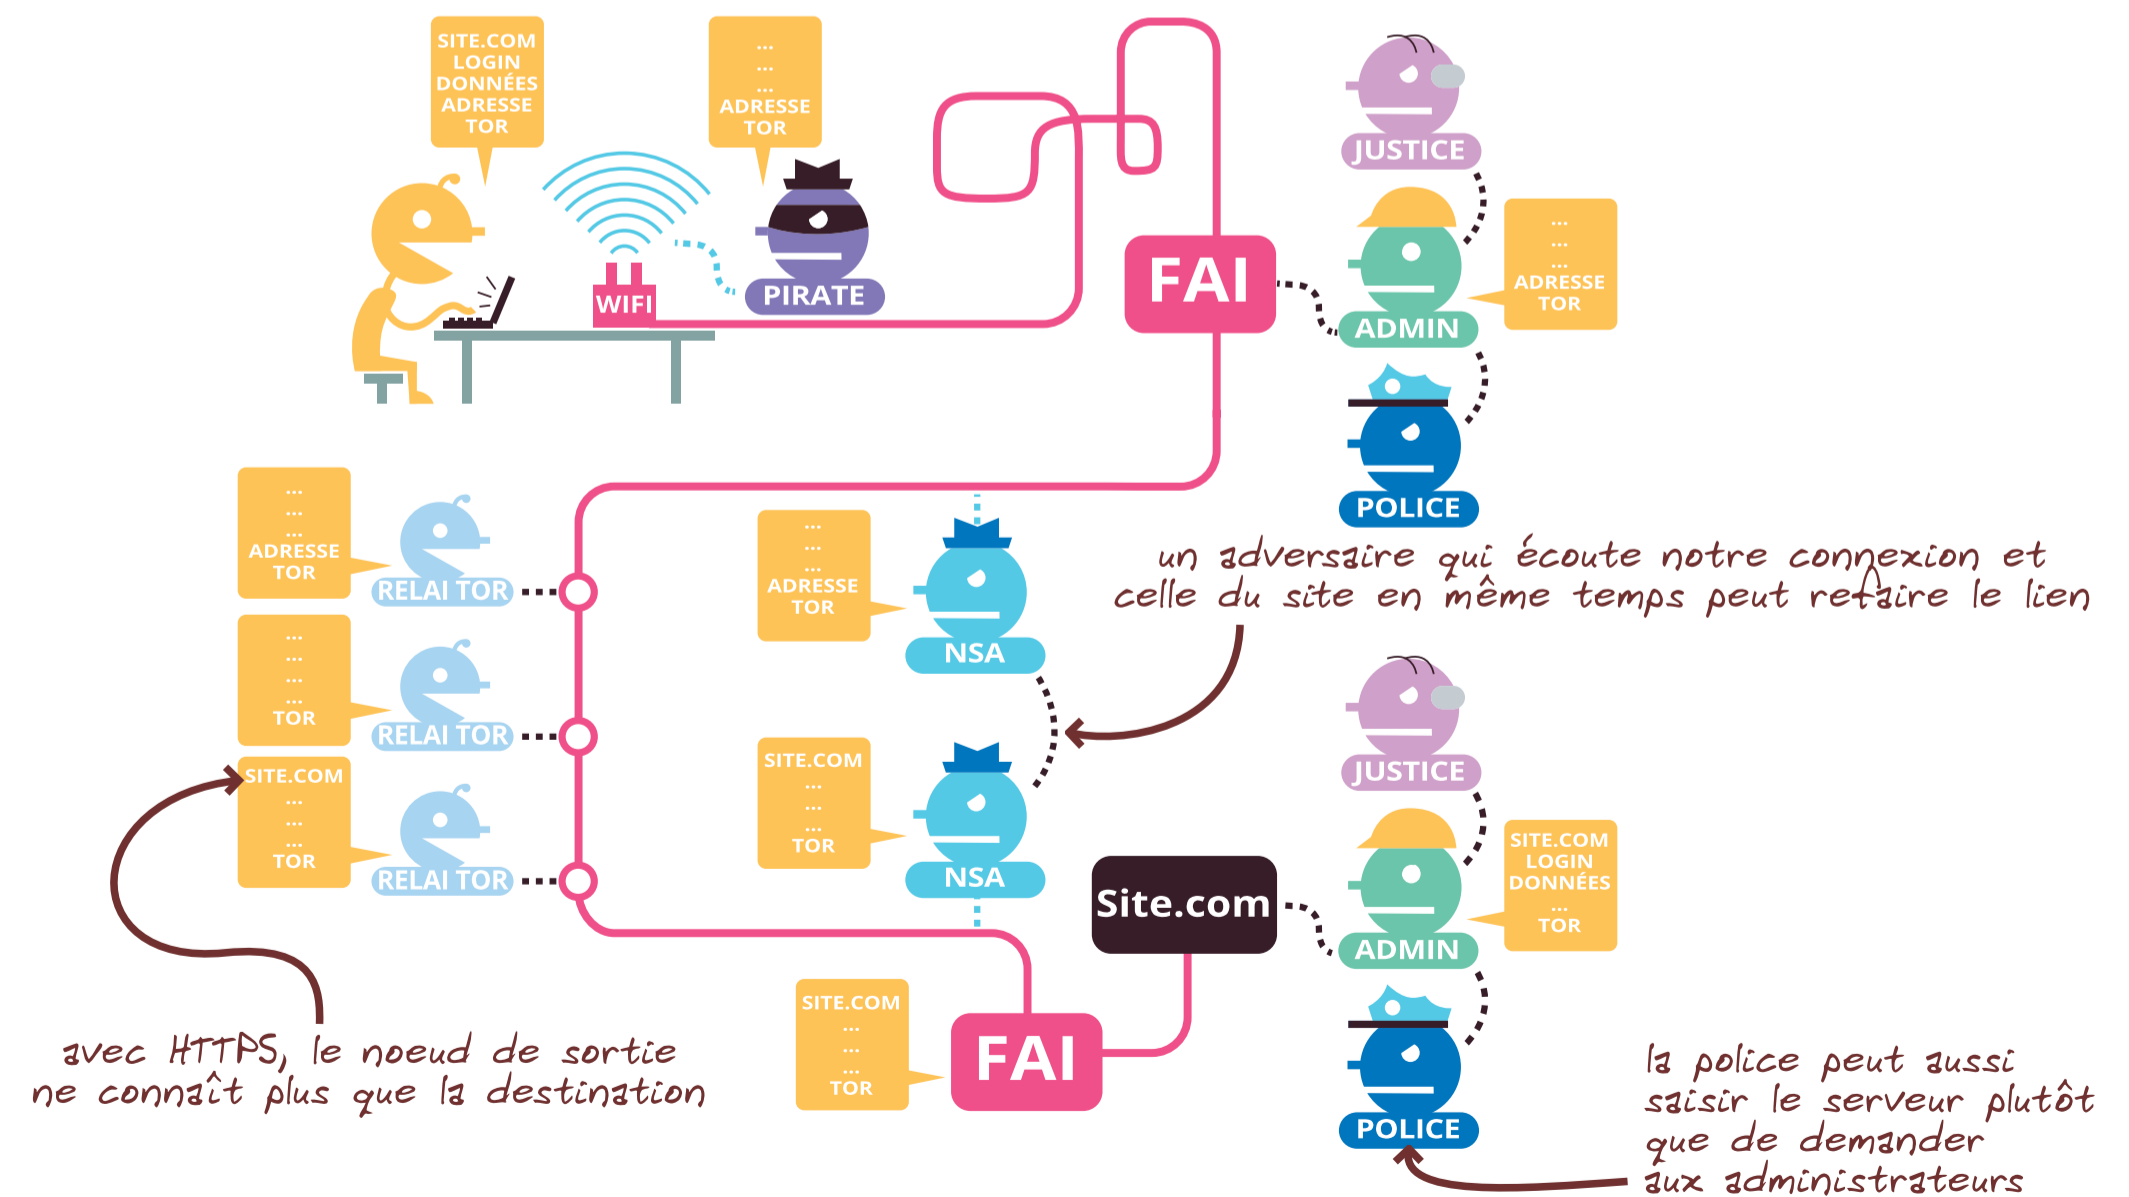 SITE.COM
LOGIN
DONNÉES
ADRESSE
TOR
...
...
...
ADRESSE
TOR
WIFI
PIRATE
FAI
JUSTICE
...
...
...
ADRESSE
TOR
ADMIN
POLICE
...
...
...
ADRESSE
TOR
RELAI TOR
...
...
...
ADRESSE
TOR
NSA
un adversaire qui écoute notre connexion et
celle du site en même temps peut refaire le lien
...
...
...
...
TOR
RELAI TOR
SITE.COM
...
...
...
TOR
RELAI TOR
SITE.COM
...
...
...
TOR
NSA
Site.com
JUSTICE
SITE.COM
LOGIN
DONNÉES
...
TOR
ADMIN
POLICE
SITE.COM
...
...
...
TOR
FAI
avec HTTPS, le noeud de sortie
ne connaît plus que la destination
la police peut aussi
saisir le serveur plutôt
que de demander
aux administrateurs